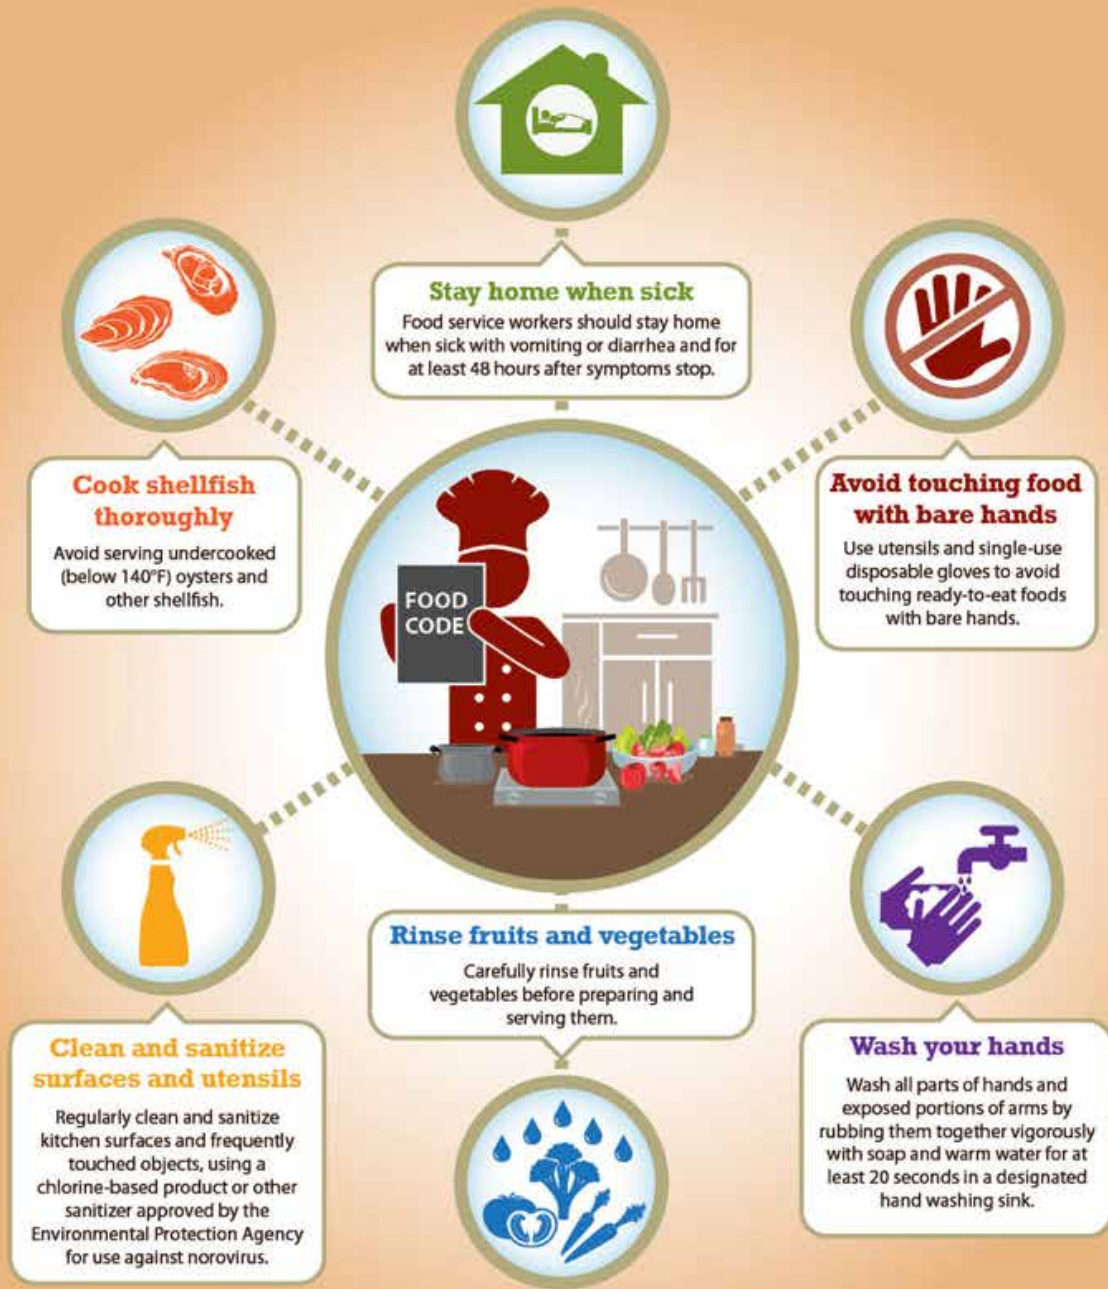 Stay home when sick
Food service workers should stay home
when sick with vomiting or diarrhea and for
at least 48 hours after symptoms stop.
Cook shellfish
thoroughly
Avoid serving undercooked
(below 140°F) oysters and
other shellfish.
Avoid touching food
with bare hands
Use utensils and single-use
disposable gloves to avoid
touching ready-to-eat foods
with bare hands.
FOOD
CODE
Clean and sanitize
surfaces and utensils
Regularly clean and sanitize
kitchen surfaces and frequently
touched objects, using a
chlorine-based product or other
sanitizer approved by the
Environmental Protection Agency
for use against norovirus.
Rinse fruits and vegetables
Carefully rinse fruits and
vegetables before preparing and
serving them.
Wash your hands
Wash all parts of hands and
exposed portions of arms by
rubbing them together vigorously
with soap and warm water for at
least 20 seconds in a designated
hand washing sink.